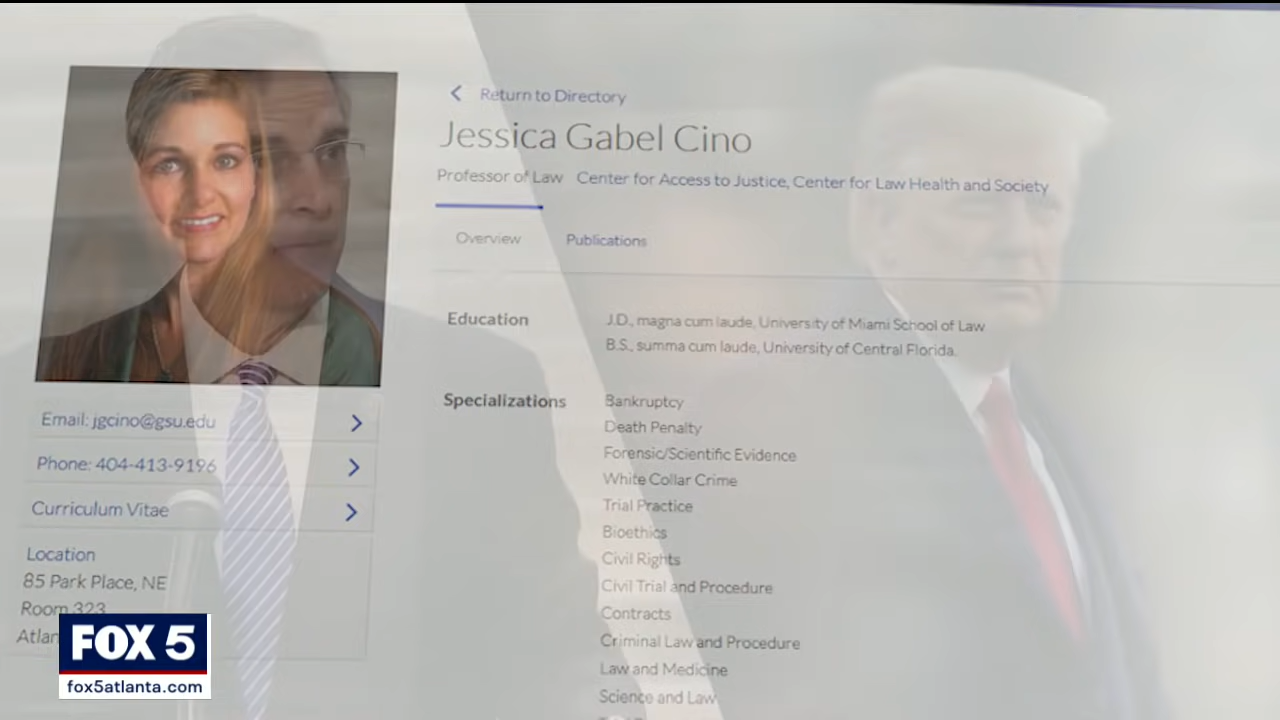 Return to Directory
Jessica Gabel Cino
Professor of Law Center for Access to Justice, Center for Law Health and Society
Overview Publications
Education
J.D., magna cum laude, University of Miami School of Law
B.S., summa cum laude, University of Central Florida.
Specializations
Bankruptcy
Death Penalty
Forensic/Scientific Evidence
White Collar Crime
Trial Practice
Bioethics
Civil Rights
Civil Trial and Procedure
Contracts
Criminal Law and Procedure
Law and Medicine
Science and Law
Email: jgcino@gsu.edu
Phone: 404-413-9196
Curriculum Vitae
Location
85 Park Place, NE
Room 323
FOX 5
fox5atlanta.com